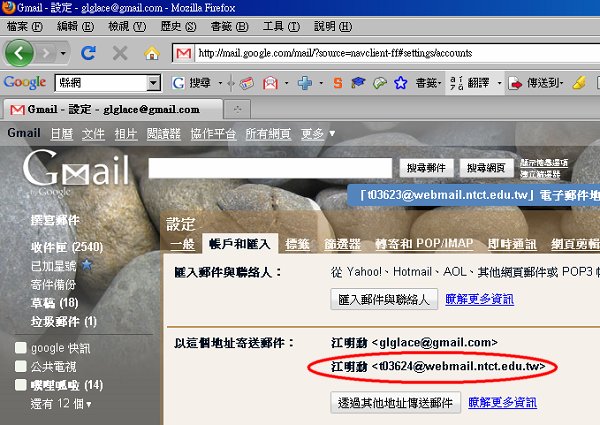 Gmail - 設定 - glglace@gmail.com - Mozilla Firefox
檔案(F) 編輯(E) 檢視(V) 歷史(S) 書籤(B) 工具(T) 說明(H)
http://mail.google.com/mail/?source=navclient-ff#settings/accounts
Google 縣網 G 搜尋 書籤 翻譯 傳送到
Gmail - 設定 - glglace@gmail.com
Gmail 日曆 文件 相片 閱讀器 協作平台 所有網頁 更多
Gmail by Google 搜尋郵件 搜尋網頁 顯示搜尋選項
建立篩選器
「t03623@webmail.ntct.edu.tw」電子郵件地
撰寫郵件
設定
收件匣 (2540)
一般 帳戶和匯入 標籤 篩選器 轉寄和 POP/IMAP 即時通訊 網頁剪輯
已加星號
寄件備份
草稿 (18)
垃圾郵件 (1)
匯入郵件與聯絡人： 從 Yahoo!、Hotmail、AOL、其他網頁郵件或 POP3 帳
匯入郵件與聯絡人 瞭解更多資訊
google 快訊
公共電視
嘰哩呱啦 (14)
還有 12 個
以這個地址寄送郵件： 江明勳 <glglace@gmail.com>
江明勳 <t03624@webmail.ntct.edu.tw>
透過其他地址傳送郵件 瞭解更多資訊